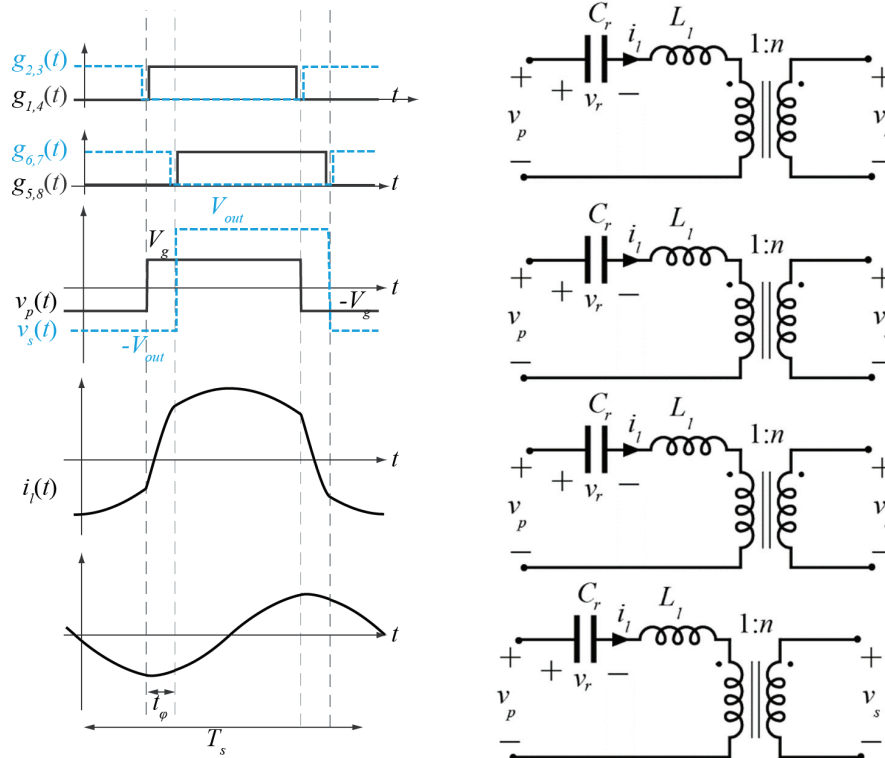 g2,3(t)
g1,4(t)
t
g6,7(t)
g5,8(t)
t
Vout
Vg
t
vp(t)
-Vg
vs(t)
-Vout
t
il(t)
t
tφ
Ts
Cr
il
Ll
1:n
+
+
vr
−
vp
−
+
v
−
Cr
il
Ll
1:n
+
+
vr
−
vp
−
+
v
−
Cr
il
Ll
1:n
+
+
vr
−
vp
−
+
v
−
Cr
il
Ll
1:n
+
+
vr
−
vp
−
+
vs
−